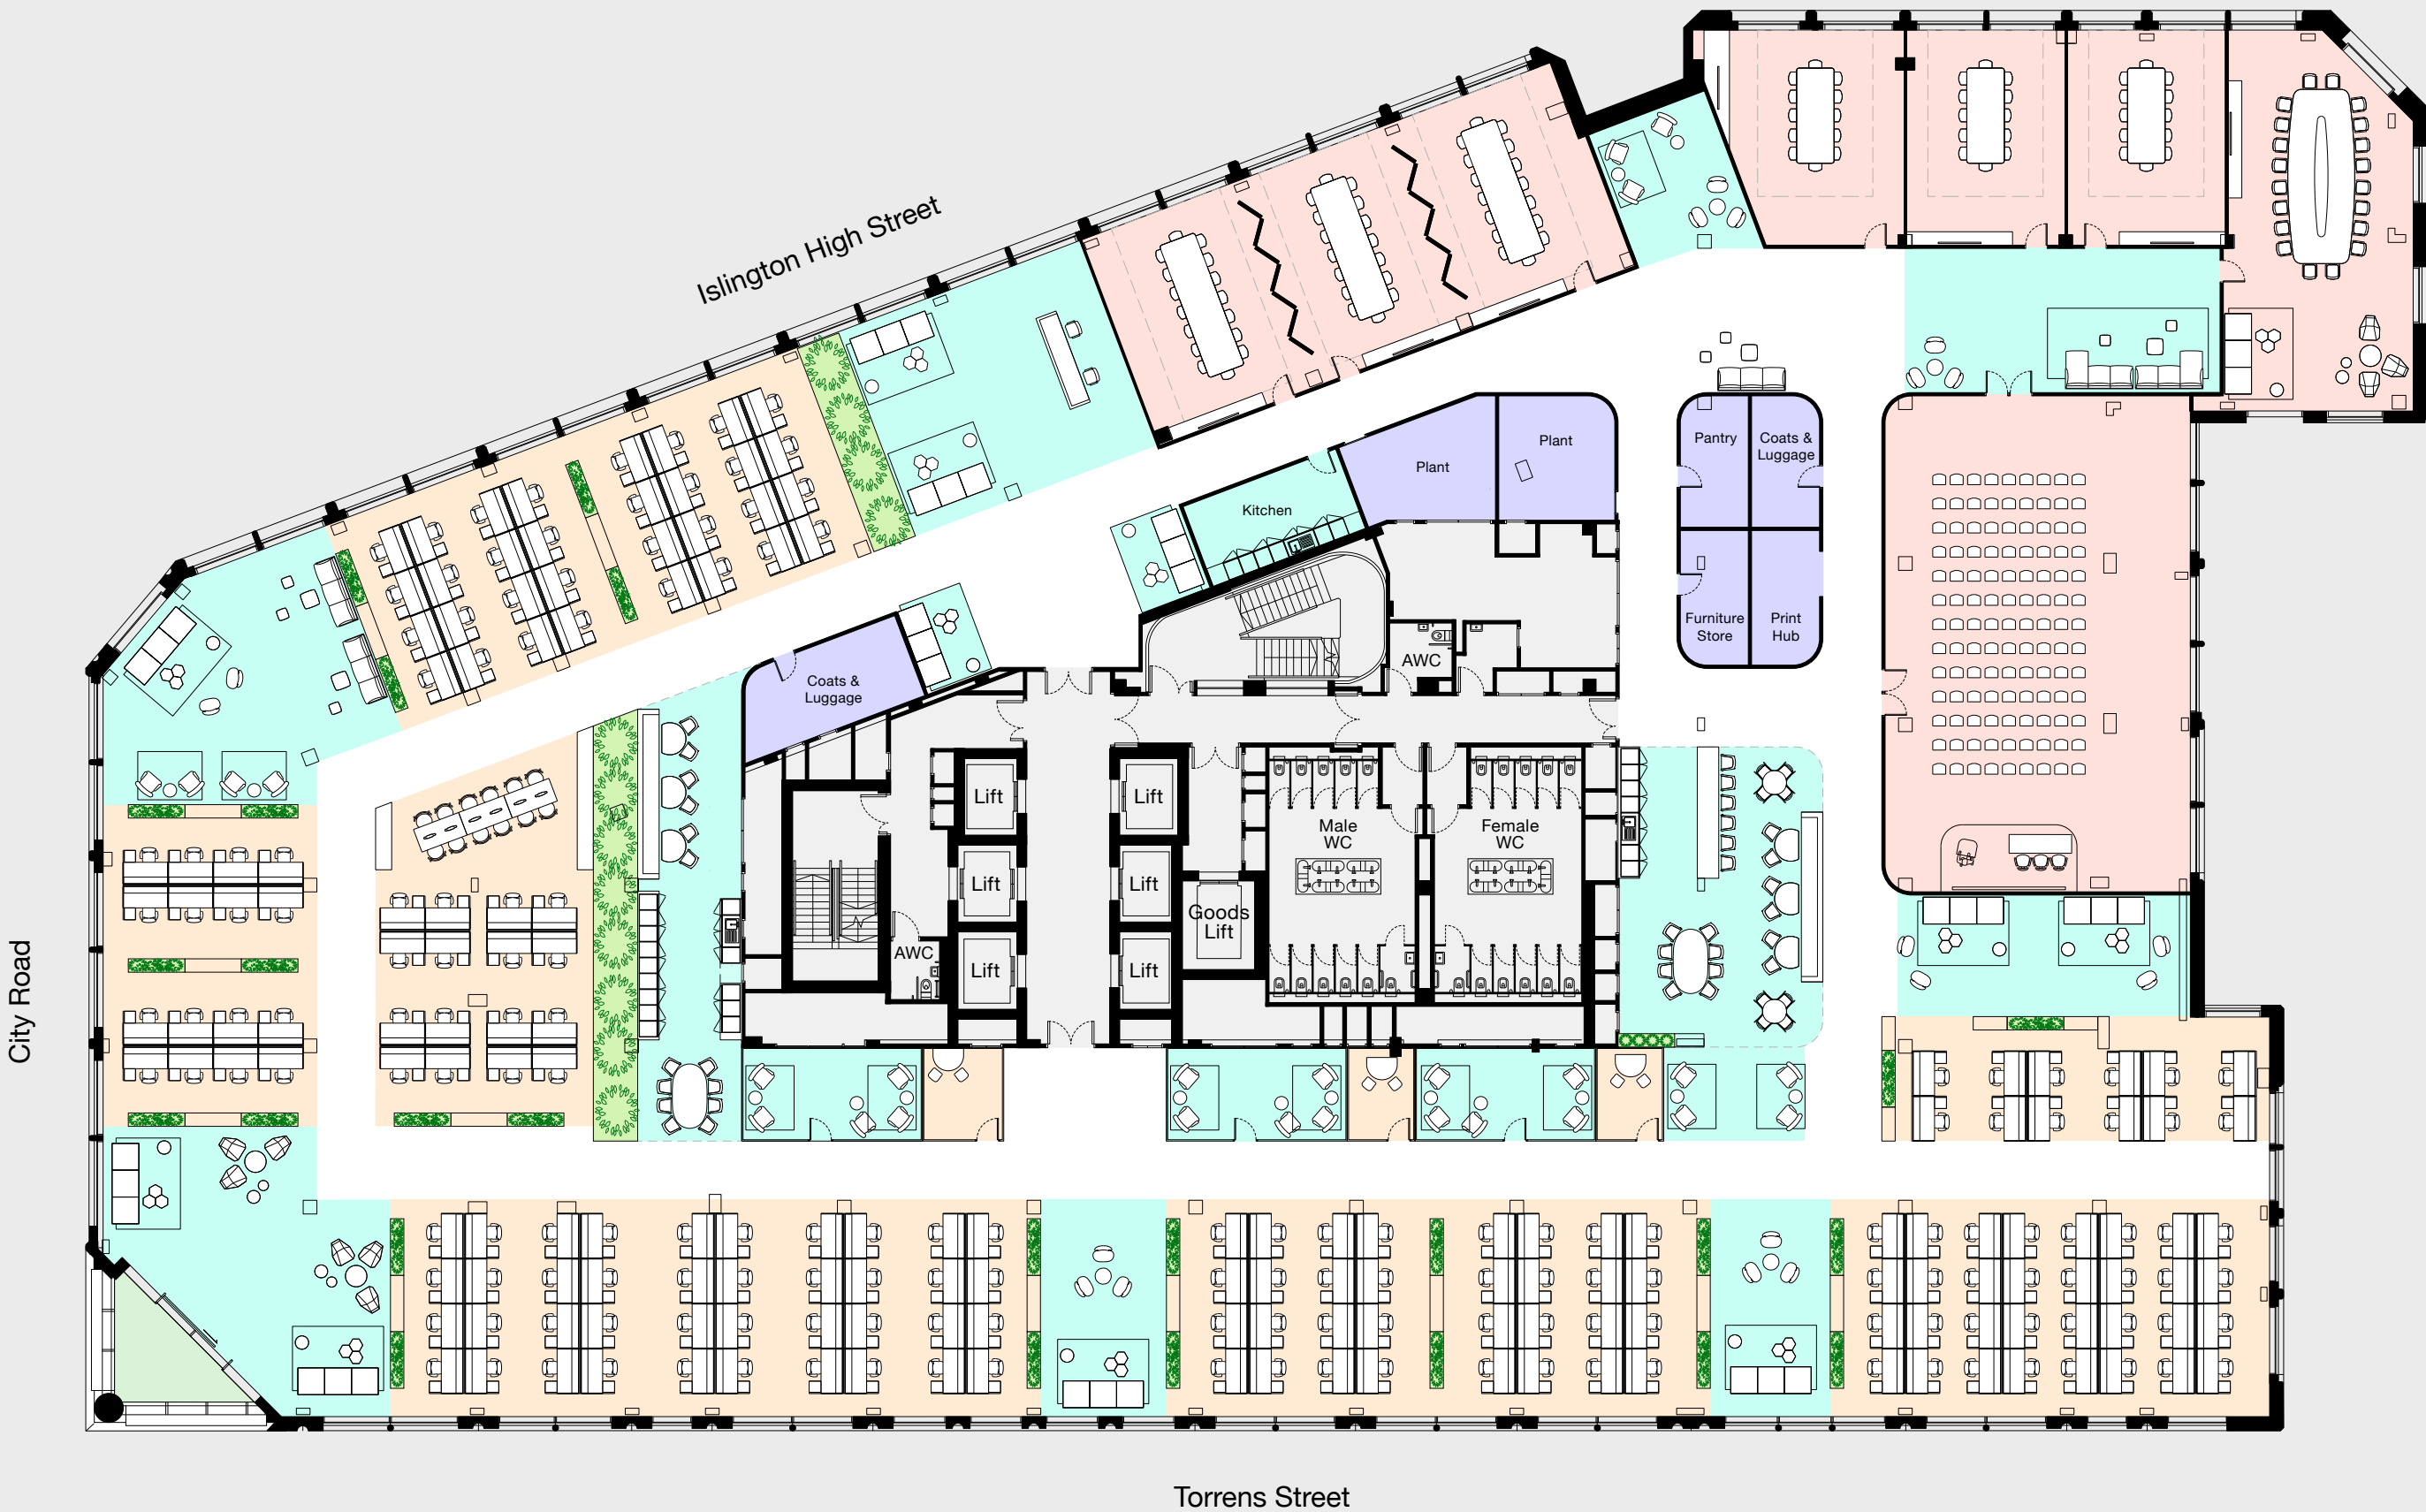 Islington High Street
Pantry
Coats &
Luggage
Plant
Plant
Kitchen
Furniture
Store
Print
Hub
AWC
Coats &
Luggage
Lift
Lift
Male
WC
Female
WC
Lift
Lift
Goods
Lift
AWC
Lift
Lift
City Road
Torrens Street